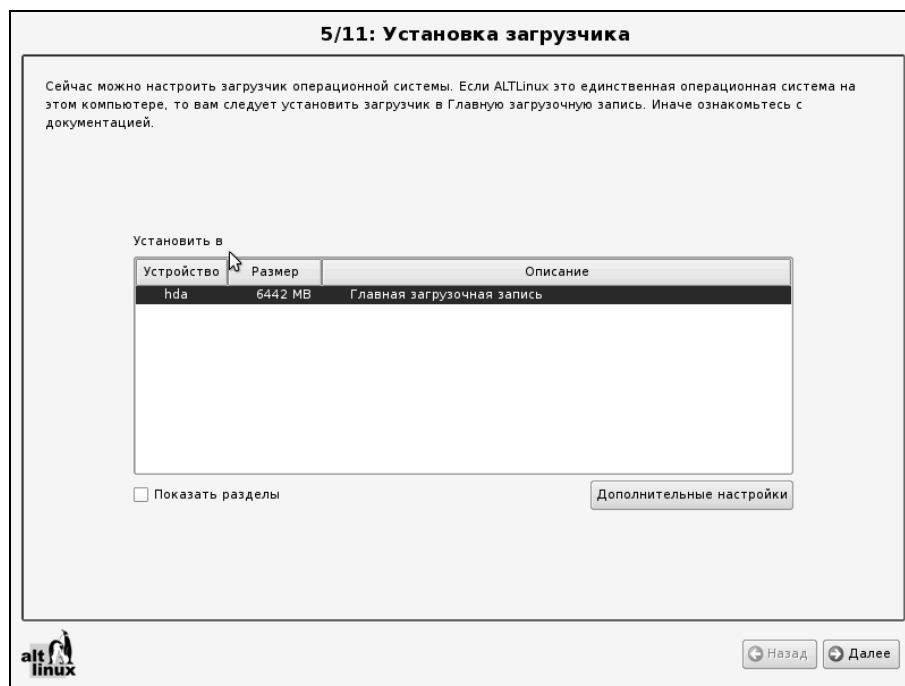 5/11: Установка загрузчика
Сейчас можно настроить загрузчик операционной системы. Если ALTLinux это единственная операционная система на
этом компьютере, то вам следует установить загрузчик в Главную загрузочную запись. Иначе ознакомьтесь с
документацией.
Установить в
Устройство Размер Описание
hda 6442 MB Главная загрузочная запись
Показать разделы Дополнительные настройки
alt
linux
Назад Далее